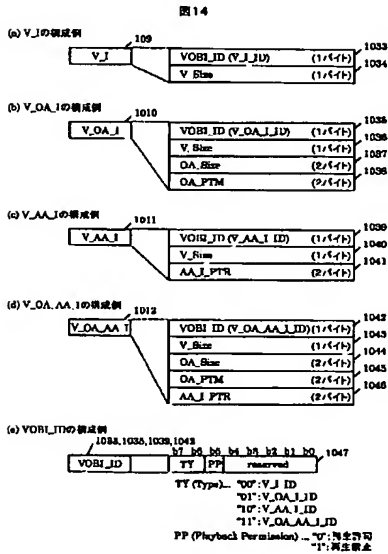 図14
(a) V_Iの構成例
109
V_I
VOBI_ID (V_I_ID) (1バイト) 1033
V_Size (1バイト) 1034
(b) V_OA_Iの構成例
1010
V_OA_I
VOBI_ID (V_OA_I_ID) (1バイト) 1035
V_Size (1バイト) 1036
OA_Size (2バイト) 1037
OA_PTM (2バイト) 1038
(c) V_AA_Iの構成例
1011
V_AA_I
VOBI_ID (V_AA_I_ID) (1バイト) 1039
V_Size (1バイト) 1040
AA_I_PTR (2バイト) 1041
(d) V_OA_AA_Iの構成例
1012
V_OA_AA_I
VOBI_ID (V_OA_AA_I_ID) (1バイト) 1042
V_Size (1バイト) 1043
OA_Size (2バイト) 1044
OA_PTM (2バイト) 1045
AA_I_PTR (2バイト) 1046
(e) VOBI_IDの構成例
1033,1035,1039,1042
b7 b6 b5 b4 b3 b2 b1 b0
VOBI_ID TY PP reserved 1047
TY (Type)... "00": V_I_ID
"01": V_OA_I_ID
"10": V_AA_I_ID
"11": V_OA_AA_I_ID
PP (Playback Permission)... "0": 再生許可
"1": 再生禁止